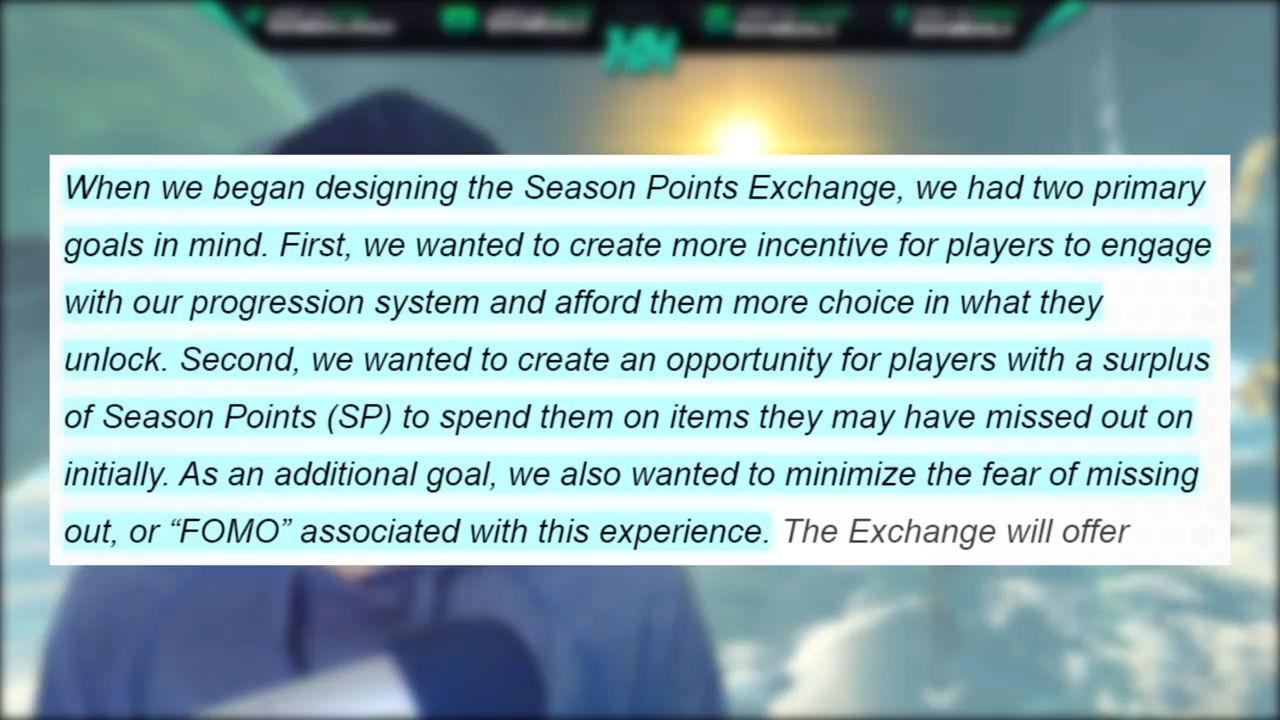 When we began designing the Season Points Exchange, we had two primary
goals in mind. First, we wanted to create more incentive for players to engage
with our progression system and afford them more choice in what they
unlock. Second, we wanted to create an opportunity for players with a surplus
of Season Points (SP) to spend them on items they may have missed out on
initially. As an additional goal, we also wanted to minimize the fear of missing
out, or “FOMO” associated with this experience. The Exchange will offer